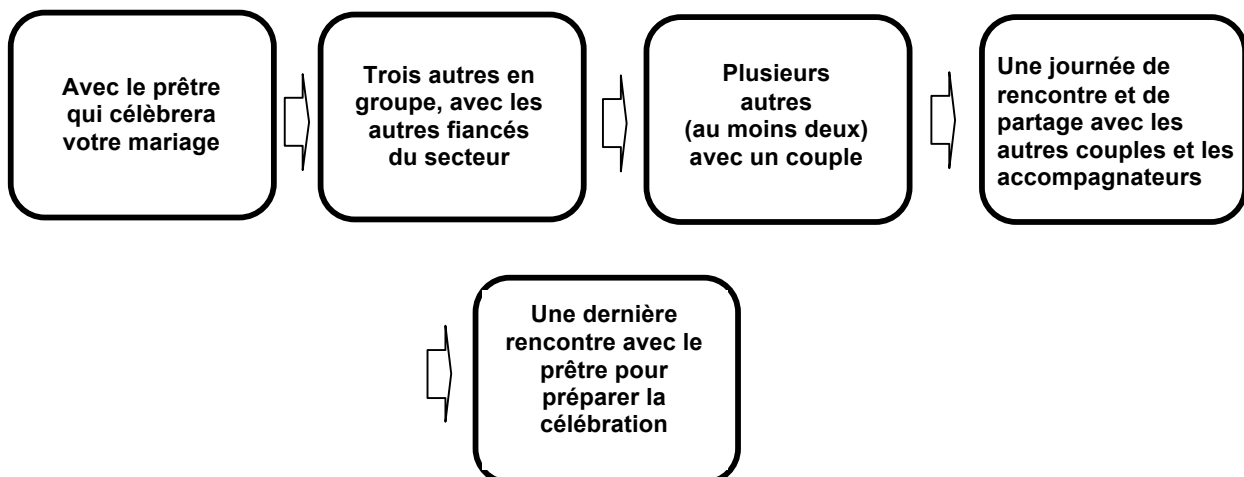 Avec le prêtre
qui célèbrera
votre mariage
Trois autres en
groupe, avec les
autres fiancés
du secteur
Plusieurs
autres
(au moins deux)
avec un couple
Une journée de
rencontre et de
partage avec les
autres couples et les
accompagnateurs
Une dernière
rencontre avec le
prêtre pour
préparer la
célébration